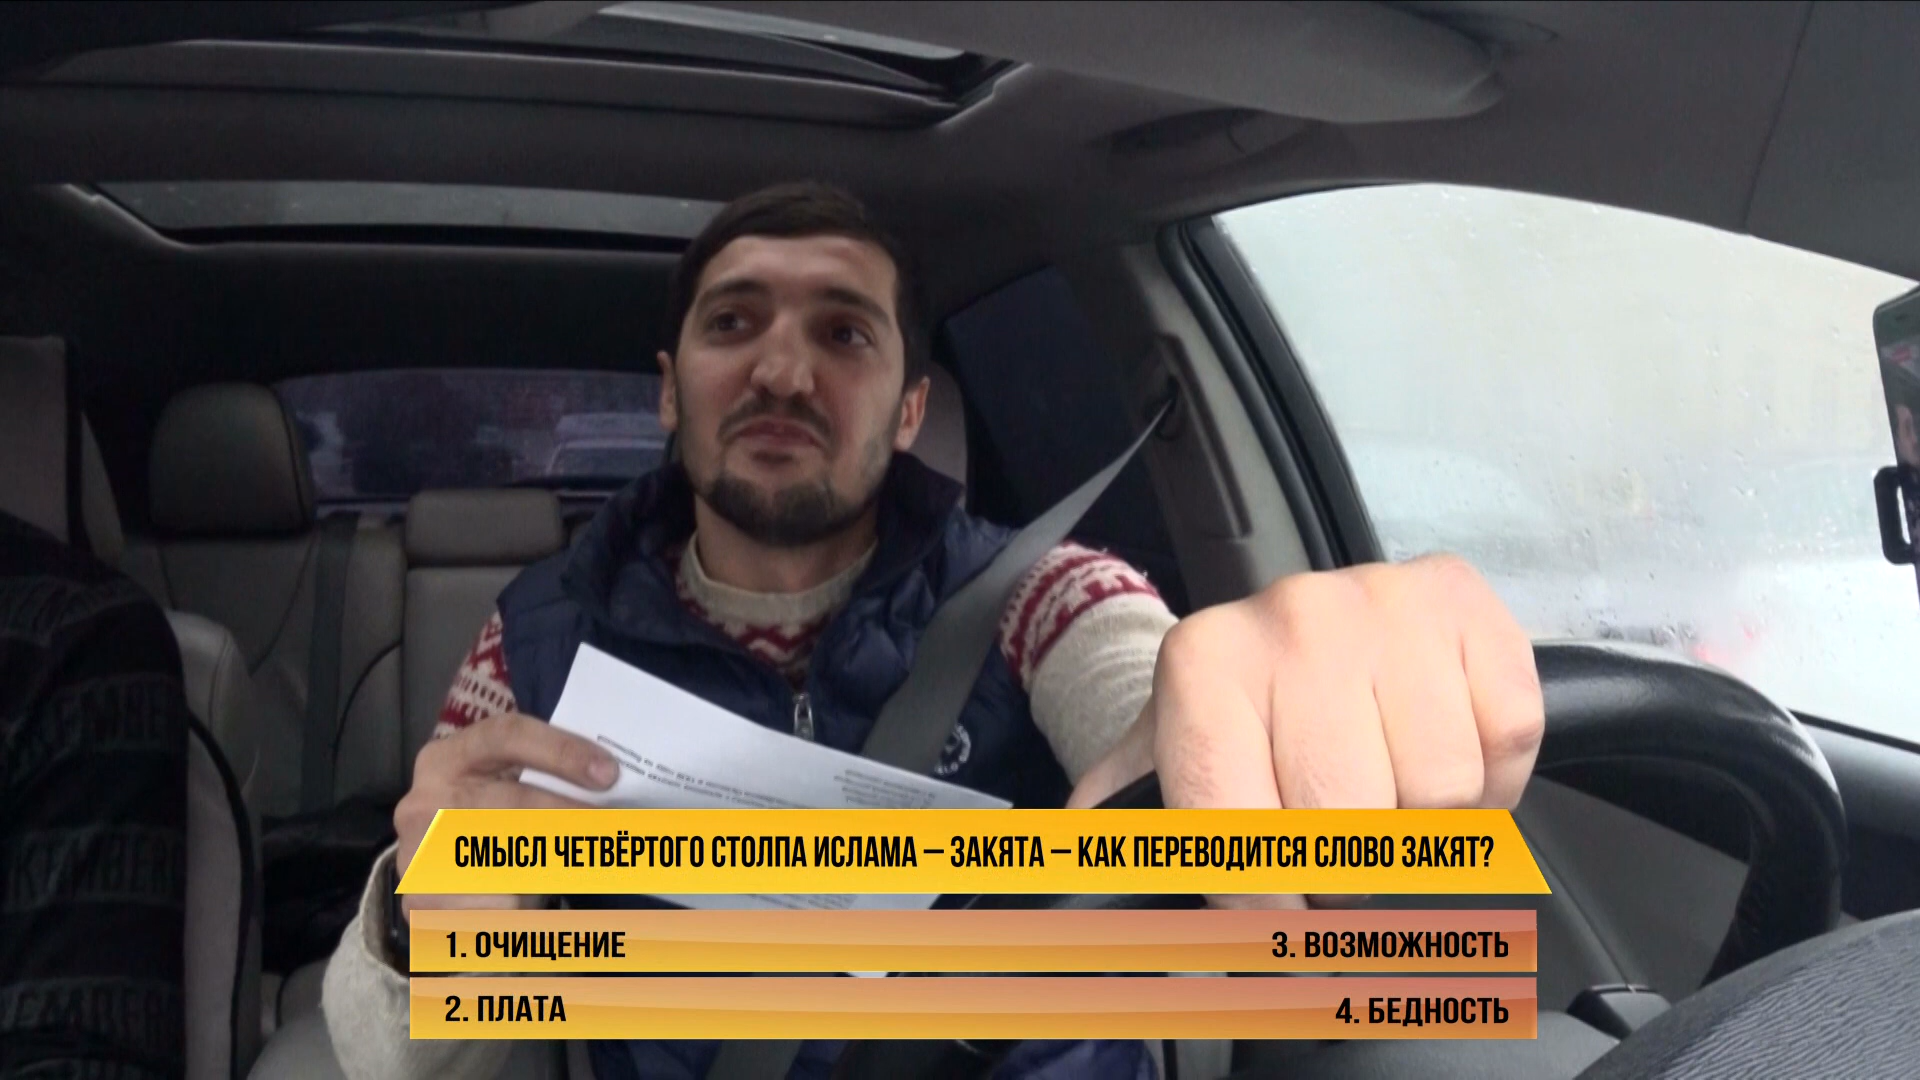 СМЫСЛ ЧЕТВЁРТОГО СТОЛПА ИСЛАМА – ЗАКЯТА – КАК ПЕРЕВОДИТСЯ СЛОВО ЗАКЯТ?
1. ОЧИЩЕНИЕ
3. ВОЗМОЖНОСТЬ
2. ПЛАТА
4. БЕДНОСТЬ